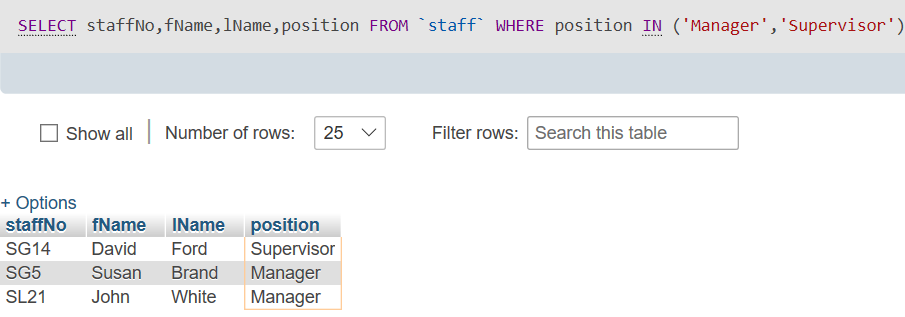 SELECT staffNo,fName,lName,position FROM `staff` WHERE position IN ('Manager','Supervisor')
Show all Number of rows: 25 Filter rows: Search this table
+ Options
staffNo fName lName position
SG14 David Ford Supervisor
SG5 Susan Brand Manager
SL21 John White Manager